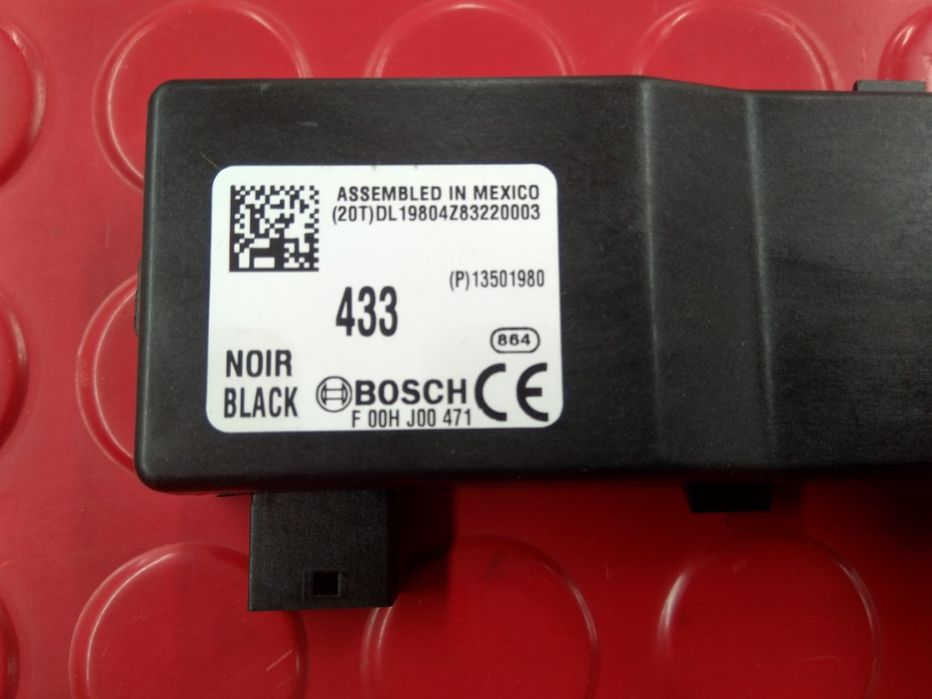 ASSEMBLED IN MEXICO
(20T)DL19804Z83220003
(P)13501980
433
864
NOIR
BLACK
BOSCH
CE
F 00H J00 471